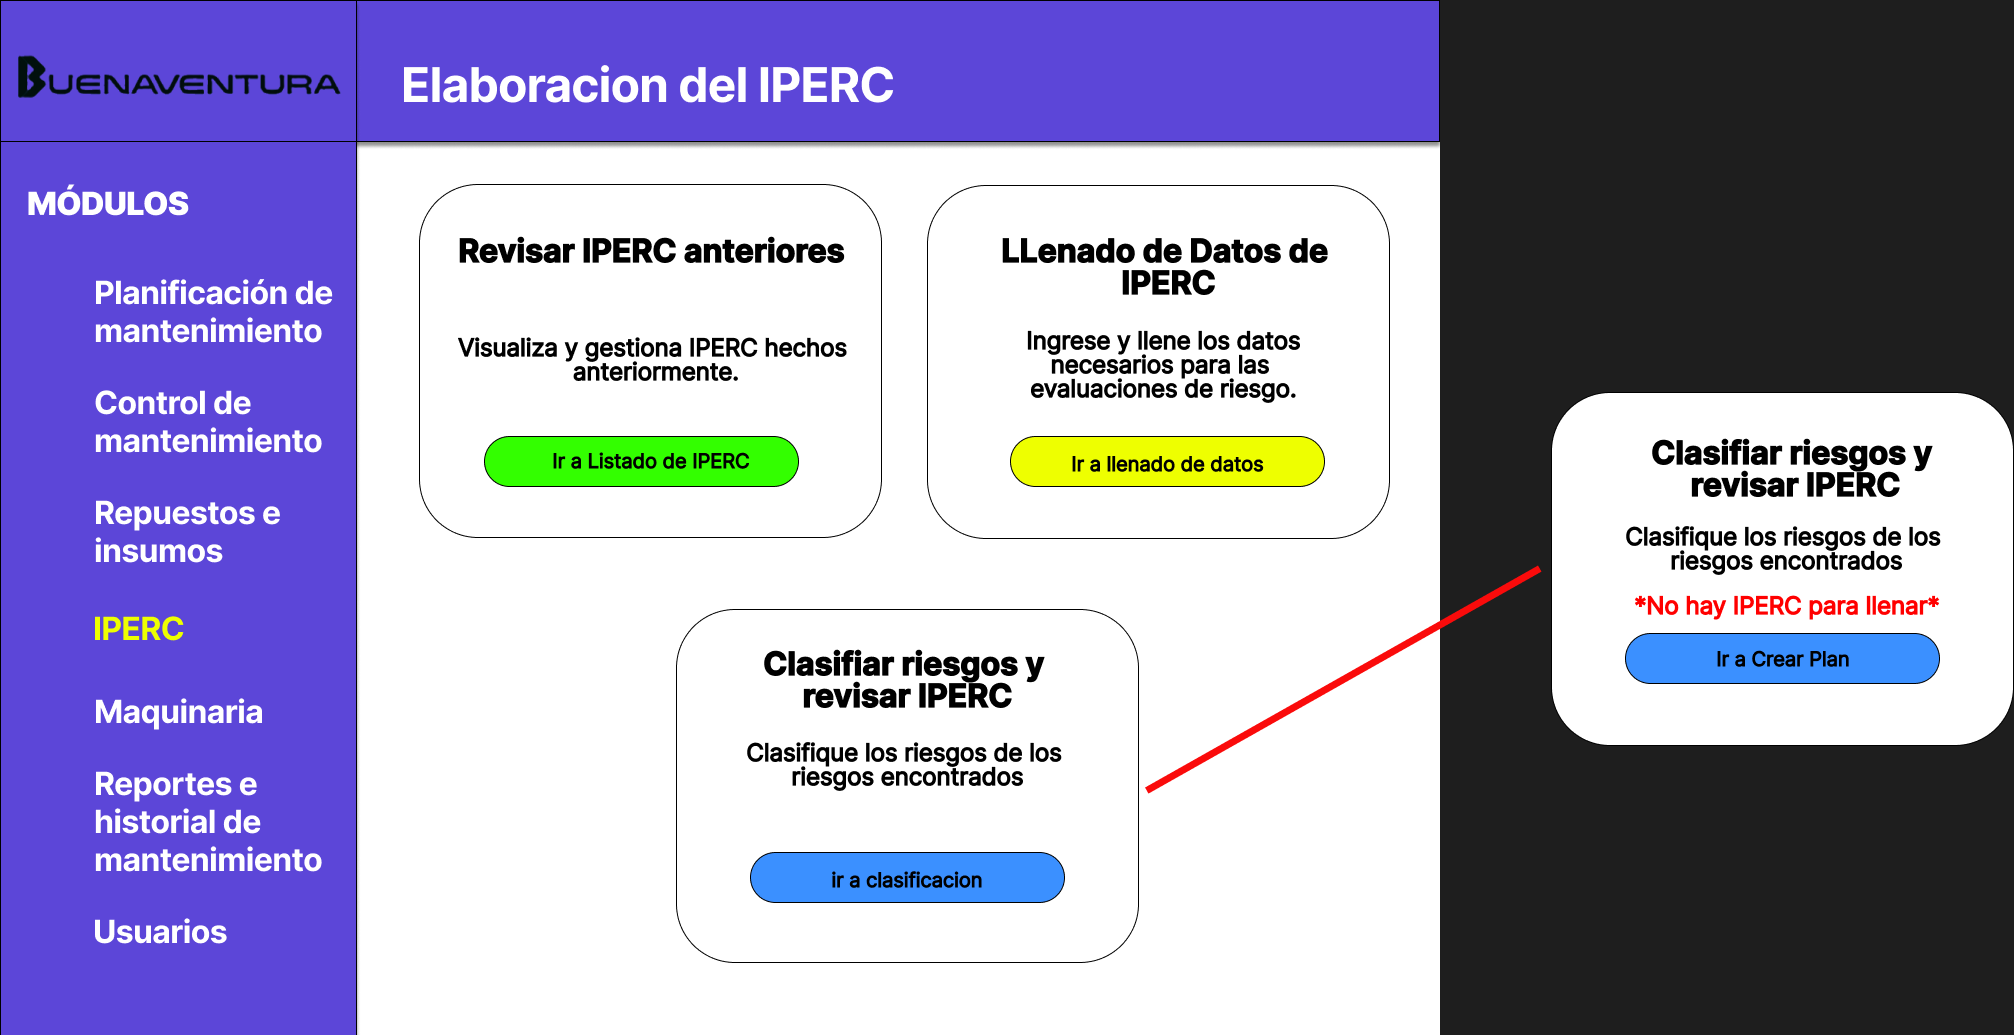 BUENAVENTURA
Elaboracion del IPERC
MÓDULOS
Planificación de
mantenimiento
Control de
mantenimiento
Repuestos e
insumos
IPERC
Maquinaria
Reportes e
historial de
mantenimiento
Usuarios
Revisar IPERC anteriores
Visualiza y gestiona IPERC hechos
anteriormente.
Ir a Listado de IPERC
LLenado de Datos de
IPERC
Ingrese y llene los datos
necesarios para las
evaluaciones de riesgo.
Ir a llenado de datos
Clasifiar riesgos y
revisar IPERC
Clasifique los riesgos de los
riesgos encontrados
ir a clasificacion
Clasifiar riesgos y
revisar IPERC
Clasifique los riesgos de los
riesgos encontrados
*No hay IPERC para llenar*
Ir a Crear Plan